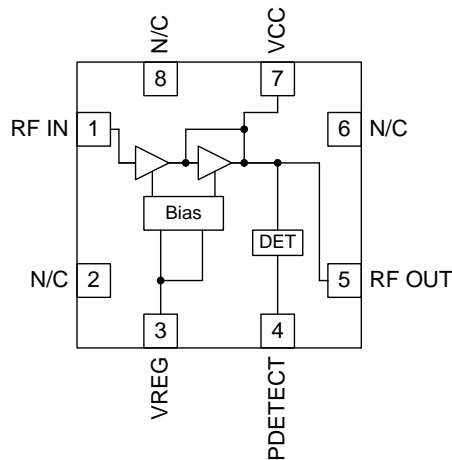 N/C
VCC
8
7
RF IN
1
6
N/C
Bias
DET
N/C
2
5
RF OUT
3
4
VREG
PDETECT